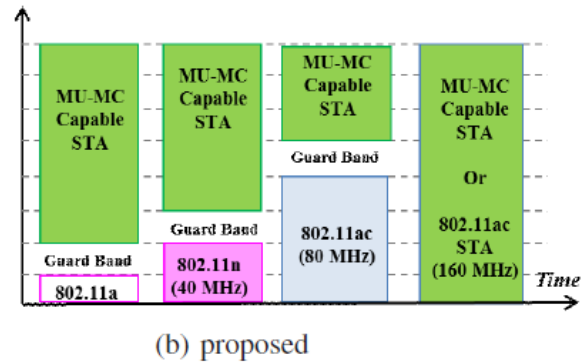 MU-MC
Capable
STA
Guard Band
802.11a
MU-MC
Capable
STA
Guard Band
802.11n
(40 MHz)
MU-MC
Capable
STA
Guard Band
802.11ac
(80 MHz)
MU-MC
Capable
STA
Or
802.11ac
STA
(160 MHz)
Time
(b) proposed